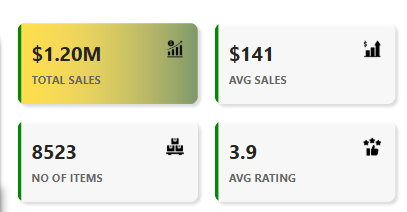 $1.20M
TOTAL SALES
$141
AVG SALES
8523
NO OF ITEMS
3.9
AVG RATING